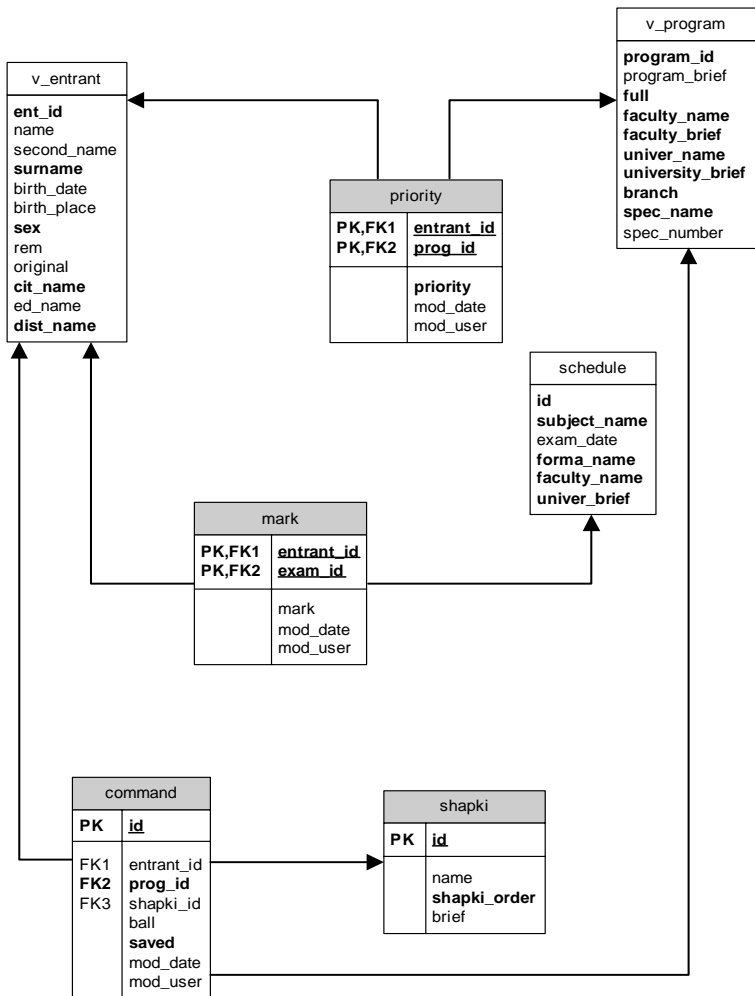 v_program
program_id
program_brief
full
faculty_name
faculty_brief
univer_name
university_brief
branch
spec_name
spec_number
v_entrant
ent_id
name
second_name
surname
birth_date
birth_place
sex
rem
original
cit_name
ed_name
dist_name
priority
PK,FK1 entrant_id
PK,FK2 prog_id
priority
mod_date
mod_user
schedule
id
subject_name
exam_date
forma_name
faculty_name
univer_brief
mark
PK,FK1 entrant_id
PK,FK2 exam_id
mark
mod_date
mod_user
command
PK id
FK1 entrant_id
FK2 prog_id
FK3 shapki_id
ball
saved
mod_date
mod_user
shapki
PK id
name
shapki_order
brief